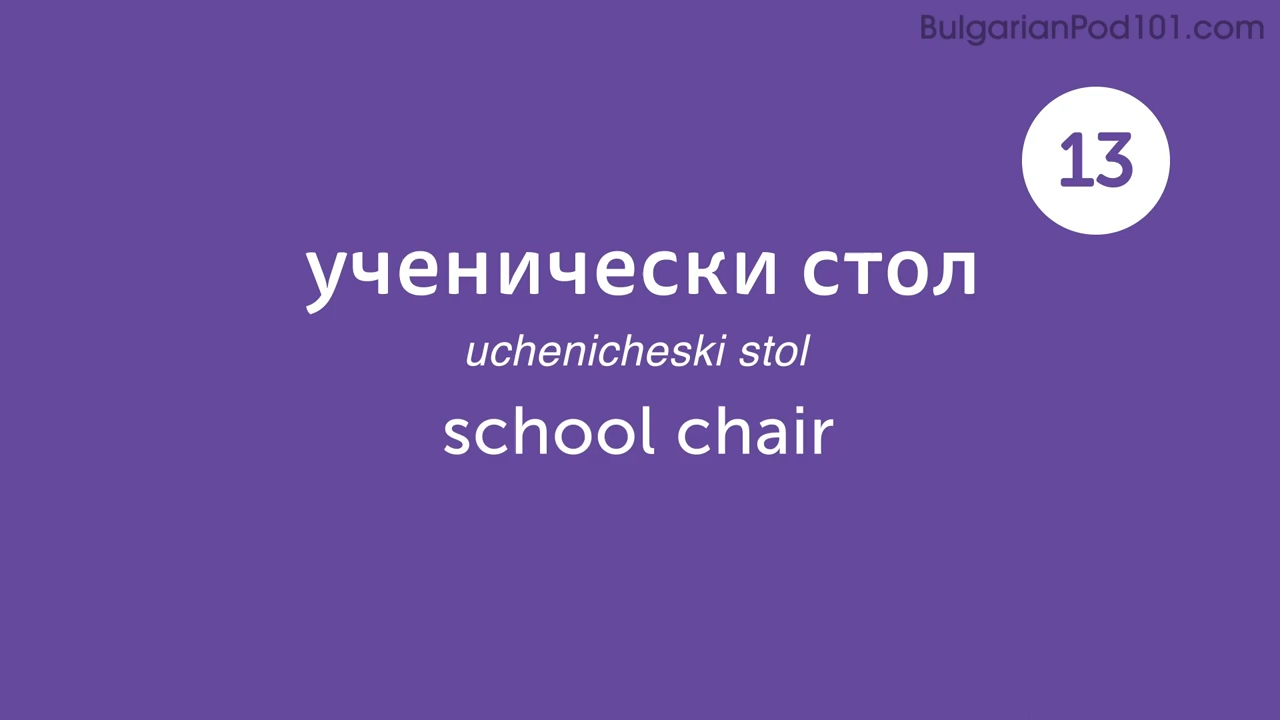 BulgarianPod101.com
13
ученически стол
uchenicheski stol
school chair